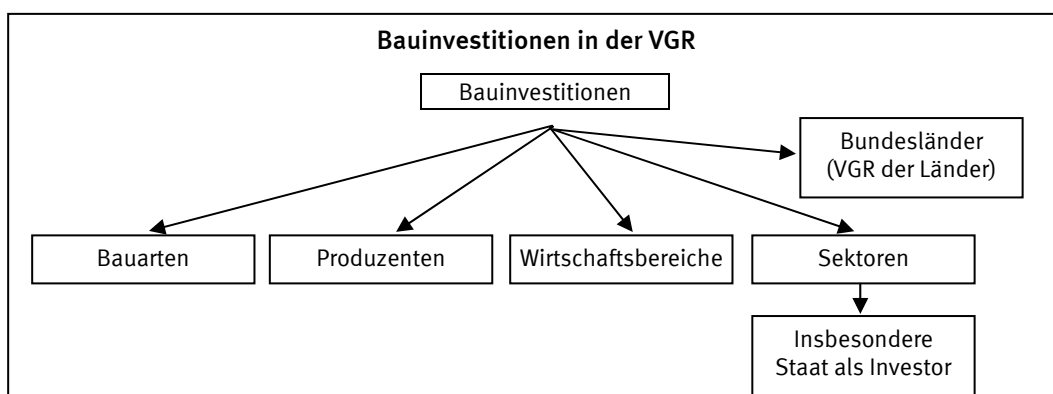 Bauinvestitionen in der VGR
Bauinvestitionen
Bundesländer
(VGR der Länder)
Bauarten
Produzenten
Wirtschaftsbereiche
Sektoren
Insbesondere
Staat als Investor